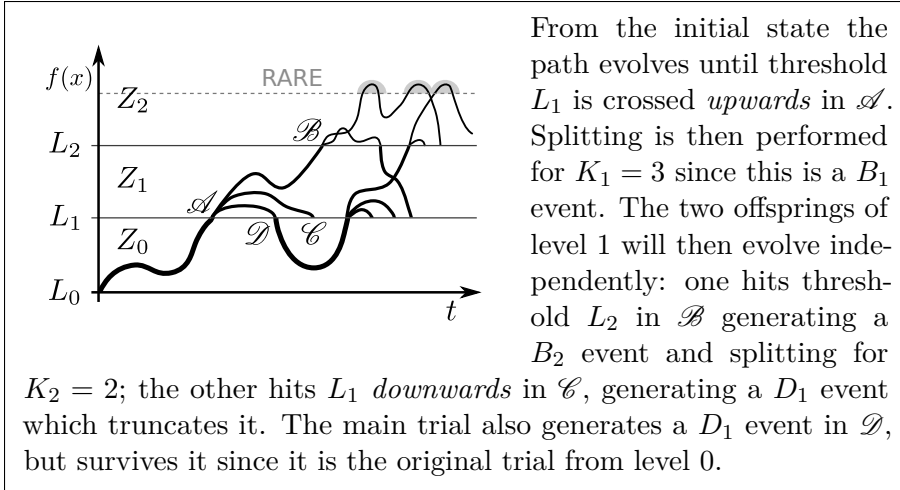 f(x)
RARE
Z₂
ℬ
L₂
Z₁
𝒜
L₁
𝒟
𝒞
Z₀
L₀
t
From the initial state the
path evolves until threshold
L₁ is crossed upwards in 𝒜.
Splitting is then performed
for K₁ = 3 since this is a B₁
event. The two offsprings of
level 1 will then evolve inde-
pendently: one hits thresh-
old L₂ in ℬ generating a
B₂ event and splitting for
K₂ = 2; the other hits L₁ downwards in 𝒞, generating a D₁ event
which truncates it. The main trial also generates a D₁ event in 𝒟,
but survives it since it is the original trial from level 0.